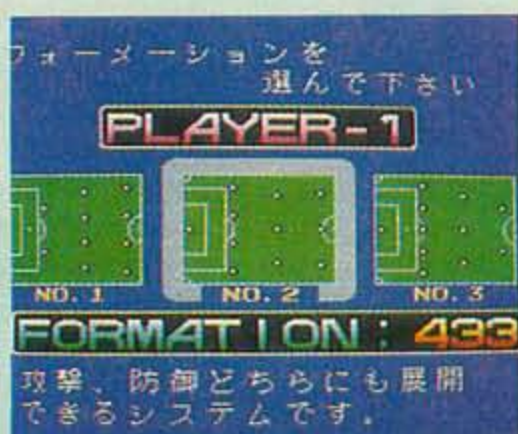 フォーメーションを
選んで下さい
PLAYER-1
NO. 1 NO. 2 NO. 3
FORMATION : 433
攻撃、防御どちらにも展開
できるシステムです。